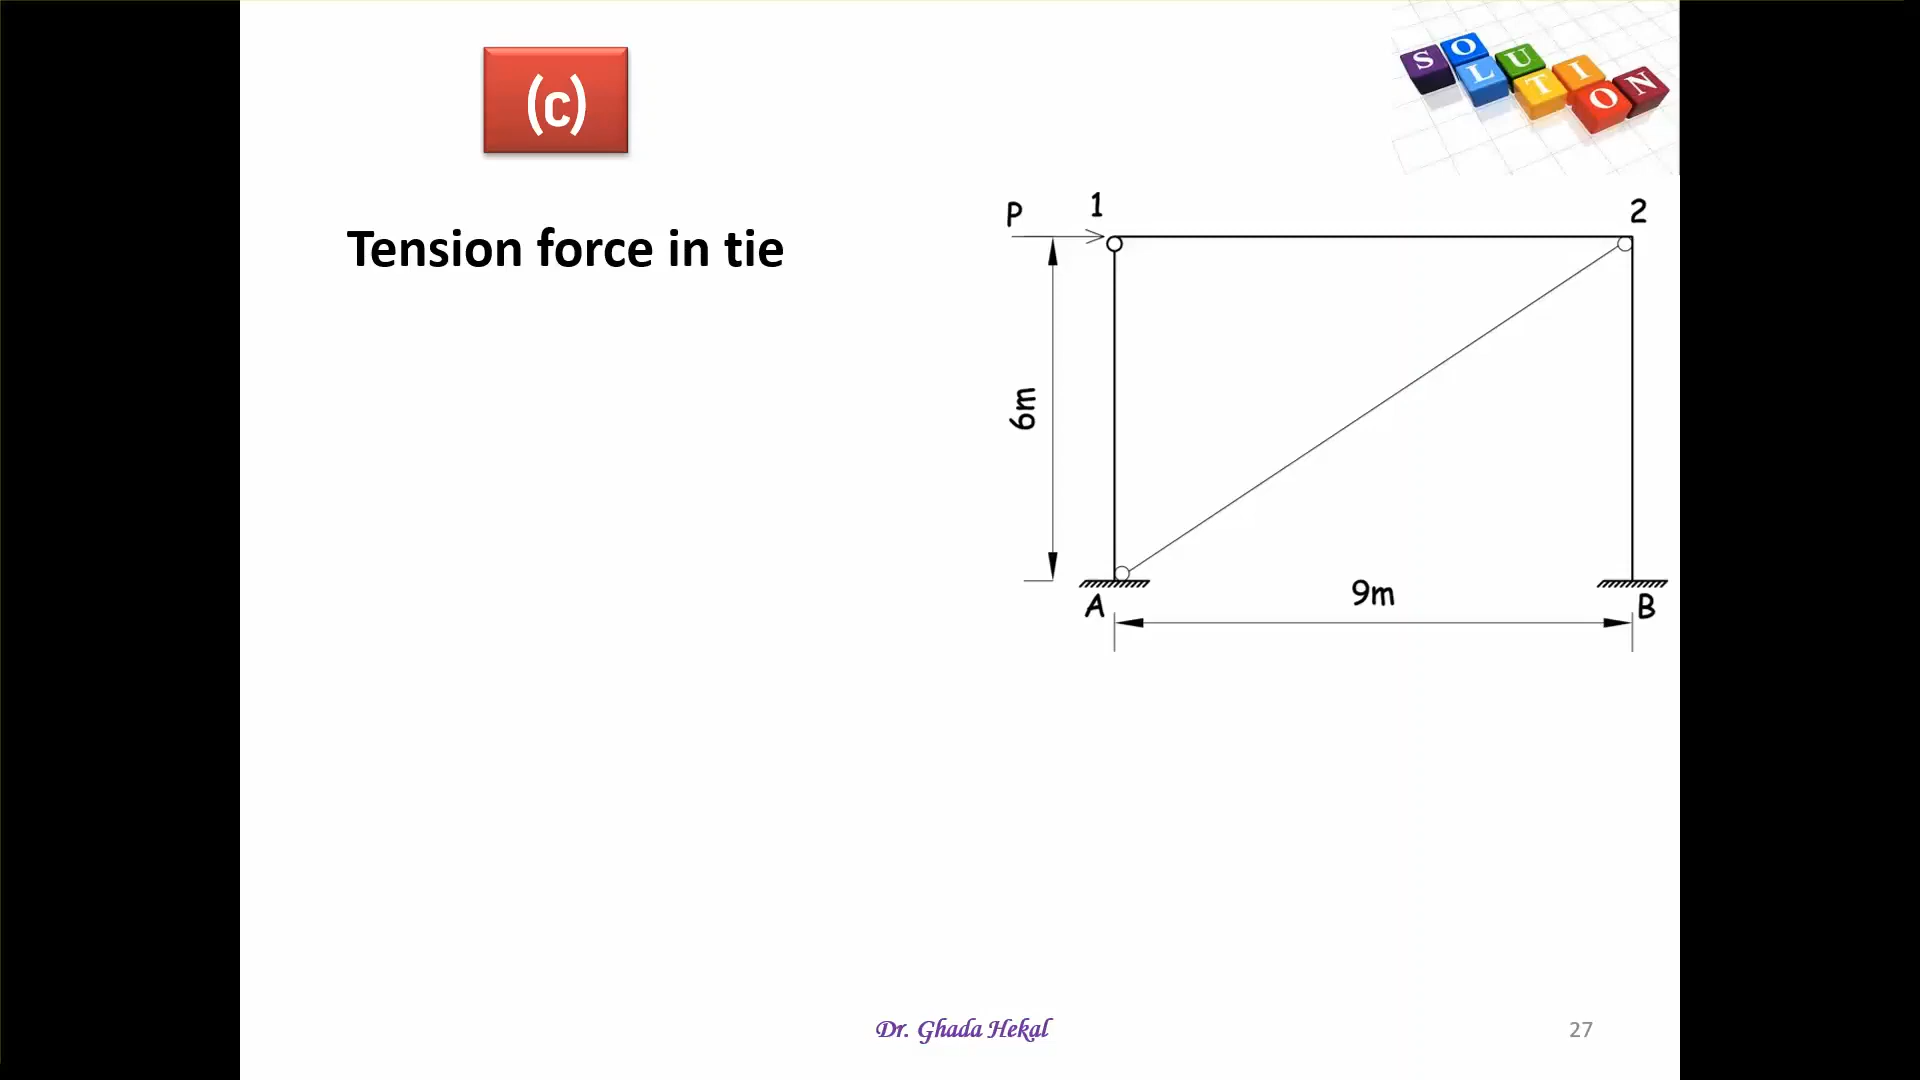 (c)
SOLUTION
Tension force in tie
P
1
2
6m
9m
A
B
Dr. Ghada Hekal
27